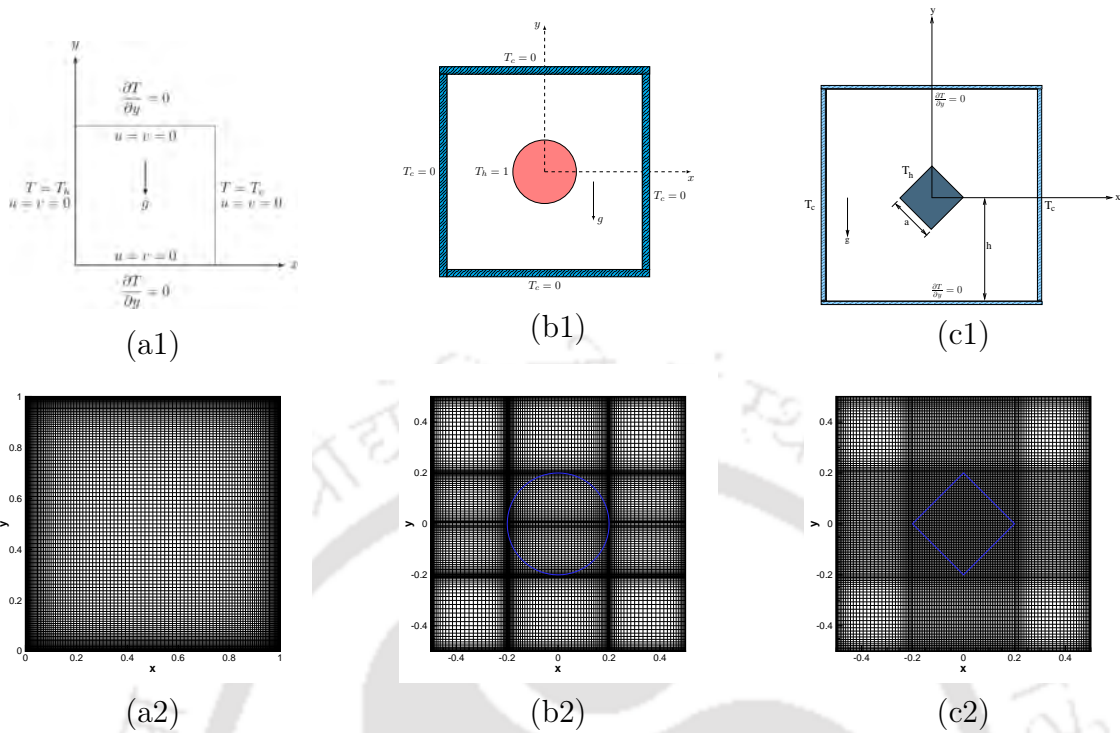 y
∂T/∂y = 0
u = v = 0
T = T_h
u = v = 0
g
T = T_c
u = v = 0
u = v = 0
x
∂T/∂y = 0
(a1)
y
T_c = 0
T_c = 0
T_h = 1
x
T_c = 0
g
T_c = 0
(b1)
y
∂T/∂y = 0
T_h
x
T_c
T_c
a
g
h
∂T/∂y = 0
(c1)
1
0.8
0.6
y
0.4
0.2
0
0 0.2 0.4 0.6 0.8 1
x
(a2)
0.4
0.2
y
0
-0.2
-0.4
-0.4 -0.2 0 0.2 0.4
x
(b2)
0.4
0.2
y
0
-0.2
-0.4
-0.4 -0.2 0 0.2 0.4
x
(c2)